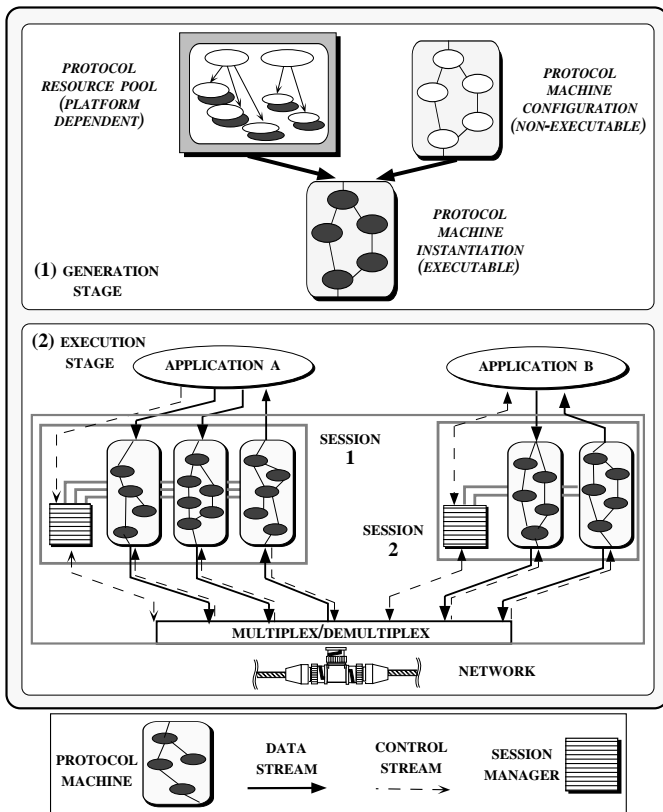 PROTOCOL
RESOURCE POOL
(PLATFORM
DEPENDENT)
PROTOCOL
MACHINE
CONFIGURATION
(NON-EXECUTABLE)
PROTOCOL
MACHINE
INSTANTIATION
(EXECUTABLE)
(1) GENERATION
STAGE
(2) EXECUTION
STAGE
APPLICATION A
APPLICATION B
SESSION
1
SESSION
2
MULTIPLEX/DEMULTIPLEX
NETWORK
PROTOCOL
MACHINE
DATA
STREAM
CONTROL
STREAM
SESSION
MANAGER